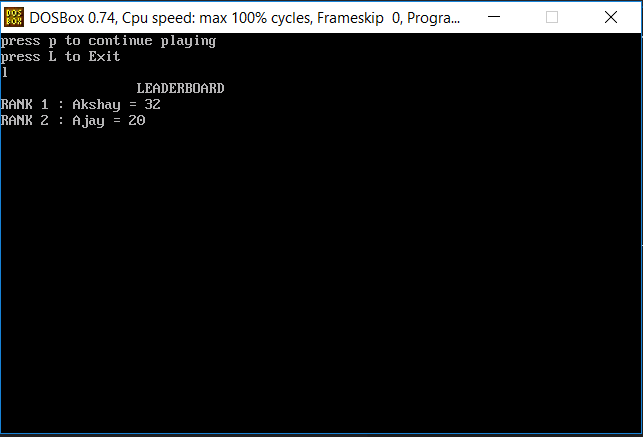 DOS
BOX
DOSBox 0.74, Cpu speed: max 100% cycles, Frameskip 0, Progra...
press p to continue playing
press L to Exit
l
LEADERBOARD
RANK 1 : Akshay = 32
RANK 2 : Ajay = 20